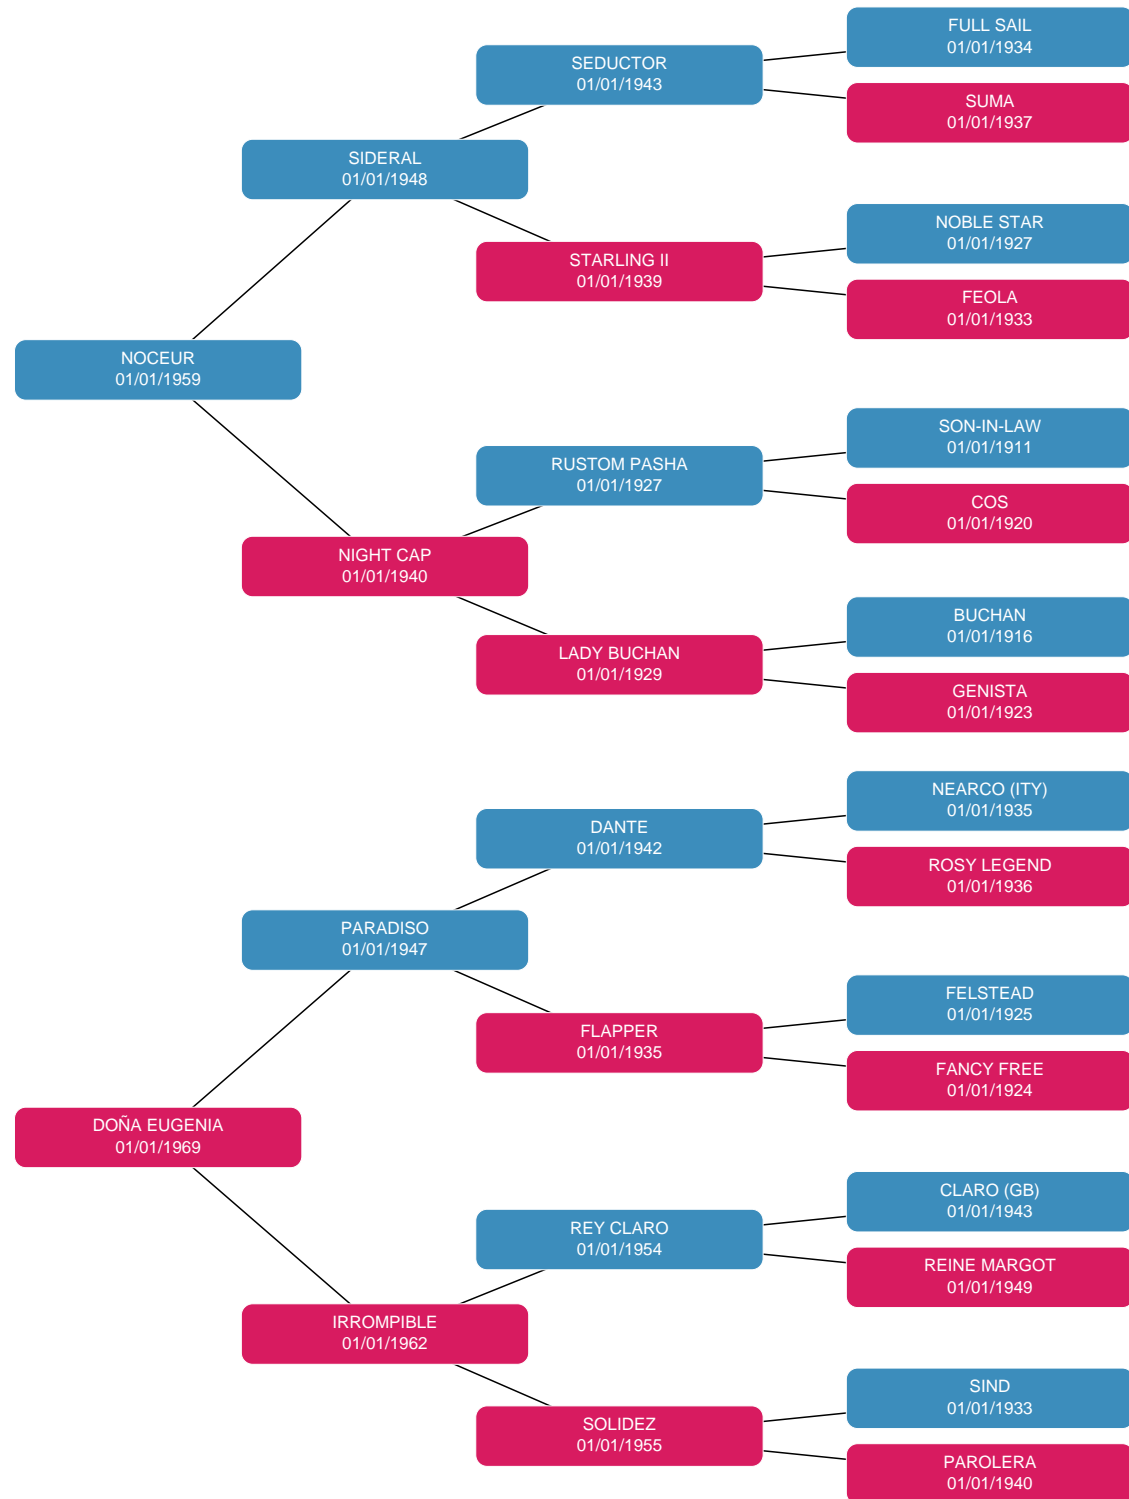 FULL SAIL
01/01/1934
SEDUCTOR
01/01/1943
SUMA
01/01/1937
SIDERAL
01/01/1948
NOBLE STAR
01/01/1927
STARLING II
01/01/1939
FEOLA
01/01/1933
NOCEUR
01/01/1959
SON-IN-LAW
01/01/1911
RUSTOM PASHA
01/01/1927
COS
01/01/1920
NIGHT CAP
01/01/1940
BUCHAN
01/01/1916
LADY BUCHAN
01/01/1929
GENISTA
01/01/1923
NEARCO (ITY)
01/01/1935
DANTE
01/01/1942
ROSY LEGEND
01/01/1936
PARADISO
01/01/1947
FELSTEAD
01/01/1925
FLAPPER
01/01/1935
FANCY FREE
01/01/1924
DOÑA EUGENIA
01/01/1969
CLARO (GB)
01/01/1943
REY CLARO
01/01/1954
REINE MARGOT
01/01/1949
IRROMPIBLE
01/01/1962
SIND
01/01/1933
SOLIDEZ
01/01/1955
PAROLERA
01/01/1940